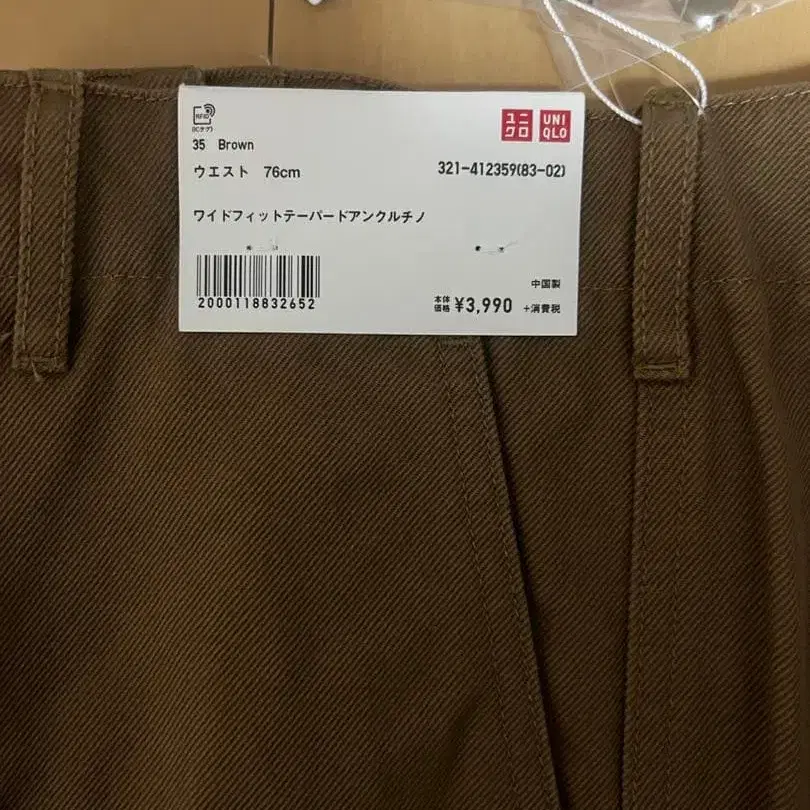 RFID
(ICタグ)
ユニ
クロ
UNI
QLO
35 Brown
ウエスト 76cm
321-412359(83-02)
ワイドフィットテーパードアンクルチノ
中国製
2000118832652
本体
価格 ¥3,990 +消費税